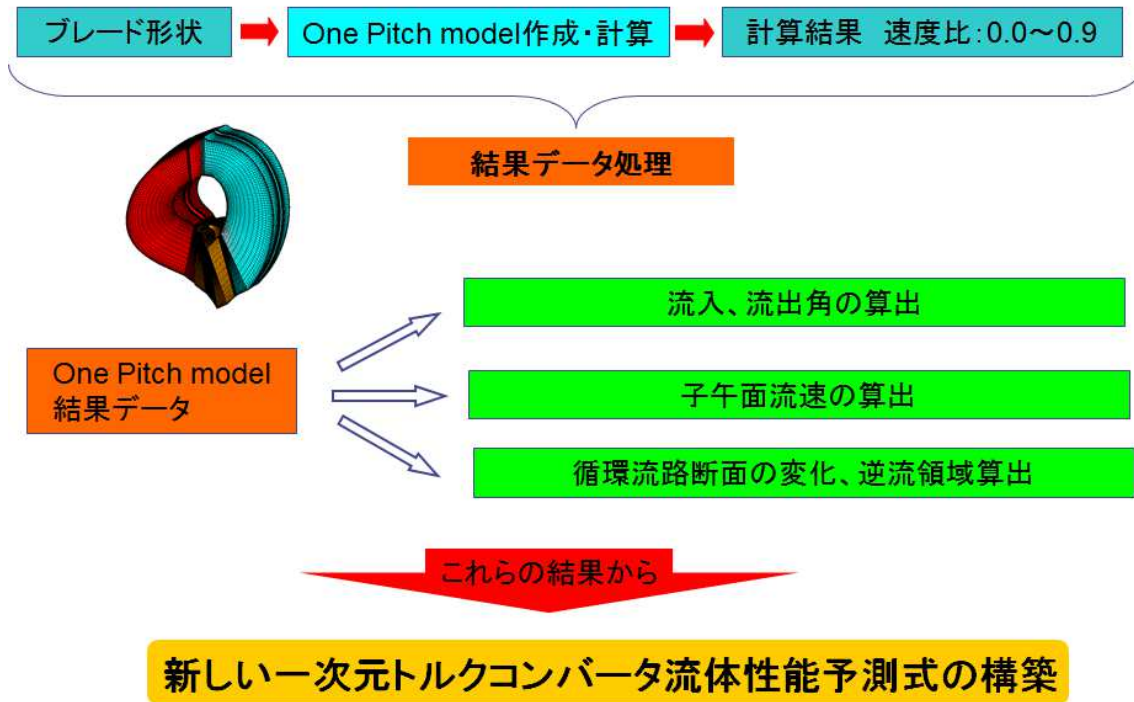 ブレード形状
One Pitch model作成・計算
計算結果　速度比：0.0～0.9
結果データ処理
流入、流出角の算出
One Pitch model
結果データ
子午面流速の算出
循環流路断面の変化、逆流領域算出
これらの結果から
新しい一次元トルクコンバータ流体性能予測式の構築